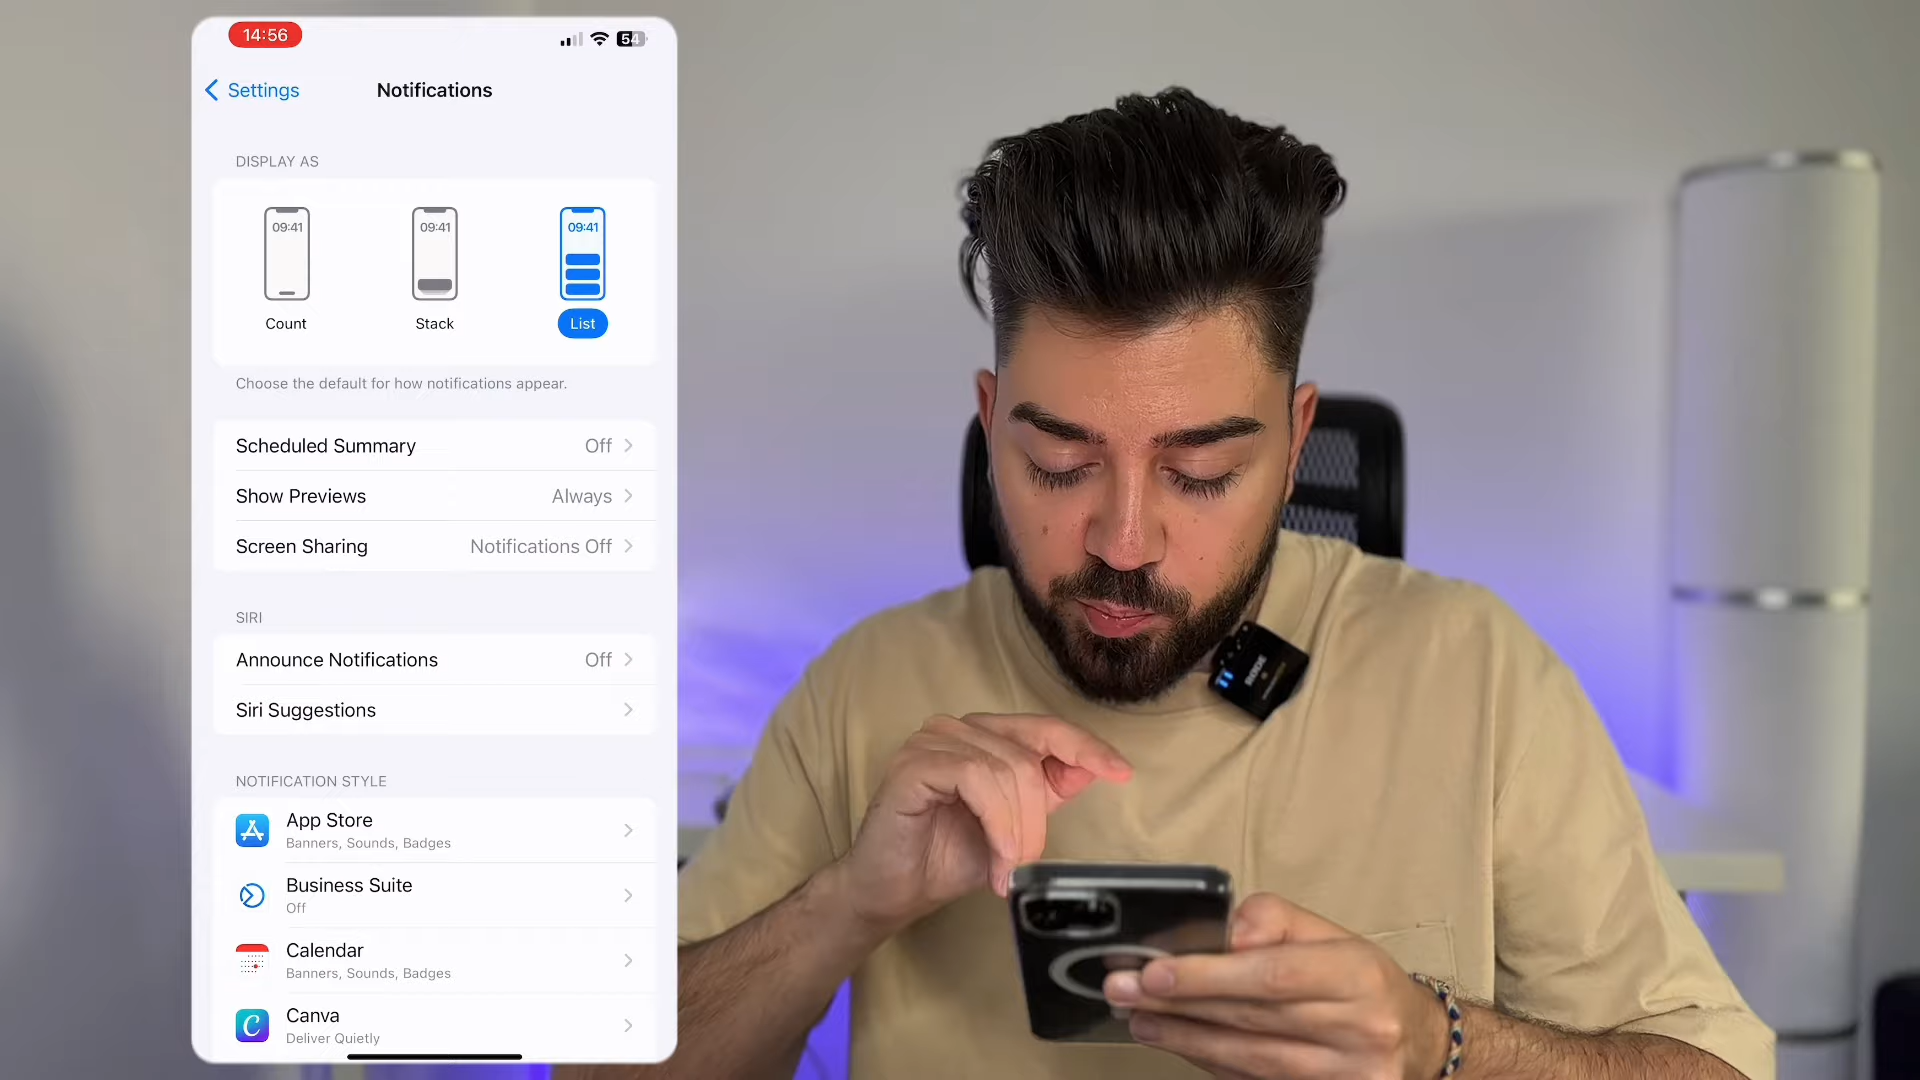 14:56
54
Settings
Notifications
DISPLAY AS
09:41
09:41
09:41
Count
Stack
List
Choose the default for how notifications appear.
Scheduled Summary
Off
Show Previews
Always
Screen Sharing
Notifications Off
SIRI
Announce Notifications
Off
Siri Suggestions
NOTIFICATION STYLE
App Store
Banners, Sounds, Badges
Business Suite
Off
Calendar
Banners, Sounds, Badges
Canva
Deliver Quietly
RØDE